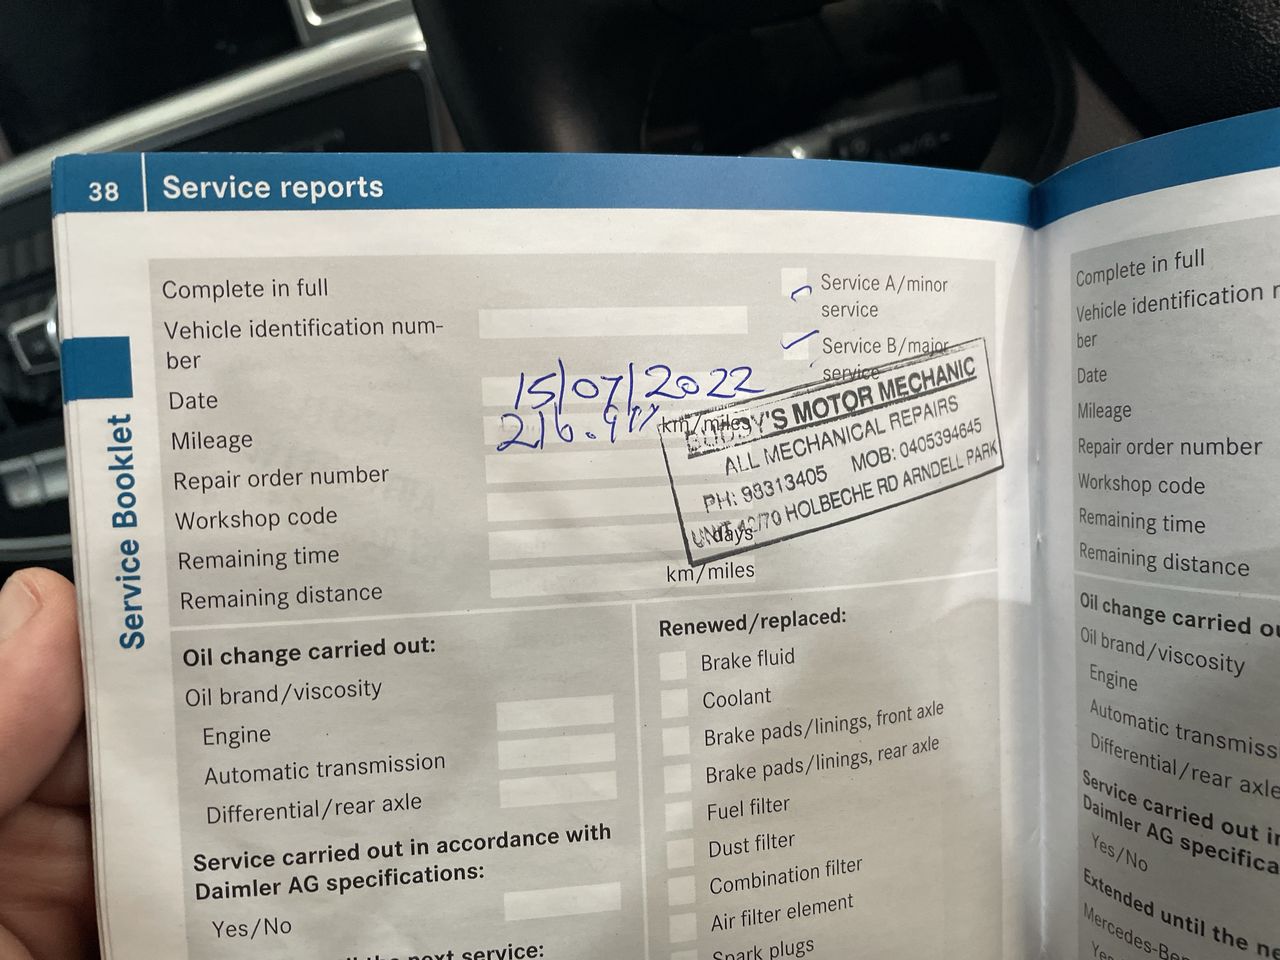 38 Service reports
Service Booklet
Complete in full
Vehicle identification num-
ber
Date 15/07/2022
Mileage km/miles
Repair order number
Workshop code
Remaining time days
Remaining distance km/miles
Service A/minor
service
Service B/major
service
MOTOR MECHANIC
ALL MECHANICAL REPAIRS
PH: 98313405 MOB: 0405394645
UNIT 42/70 HOLBECHE RD ARNDELL PARK
Oil change carried out:
Oil brand/viscosity
Engine
Automatic transmission
Differential/rear axle
Service carried out in accordance with
Daimler AG specifications:
Yes/No
next service:
Renewed/replaced:
Brake fluid
Coolant
Brake pads/linings, front axle
Brake pads/linings, rear axle
Fuel filter
Dust filter
Combination filter
Air filter element
Spark plugs
Complete in full
Vehicle identification
ber
Date
Mileage
Repair order number
Workshop code
Remaining time
Remaining distance
Oil change carried
Oil brand/viscosity
Engine
Automatic
Differential/rear axle
Service carried out
Daimler AG
Yes/No
Extended until the